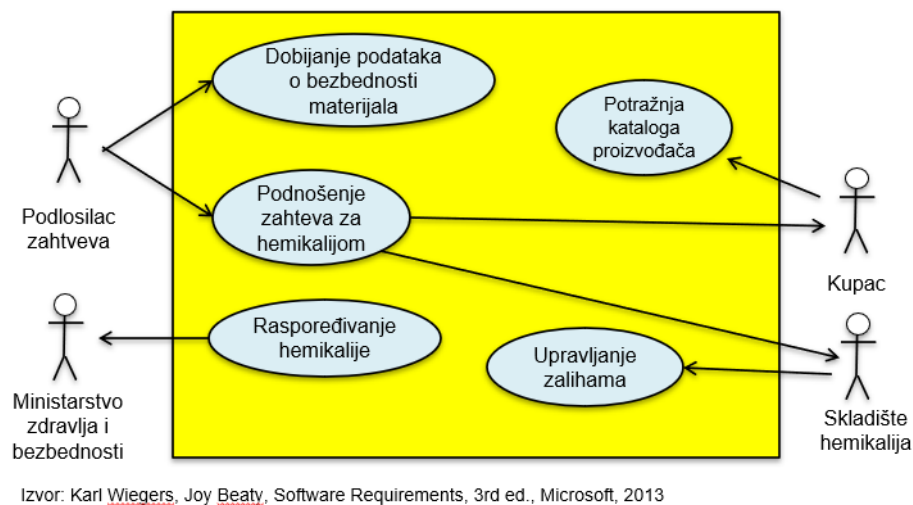 Dobijanje podataka
o bezbednosti
materijala
Potražnja
kataloga
proizvođača
Podlosilac
zahtveva
Podnošenje
zahteva za
hemikalijom
Kupac
Raspoređivanje
hemikalije
Upravljanje
zalihama
Ministarstvo
zdravlja i
bezbednosti
Skladište
hemikalija
Izvor: Karl Wiegers, Joy Beaty, Software Requirements, 3rd ed., Microsoft, 2013